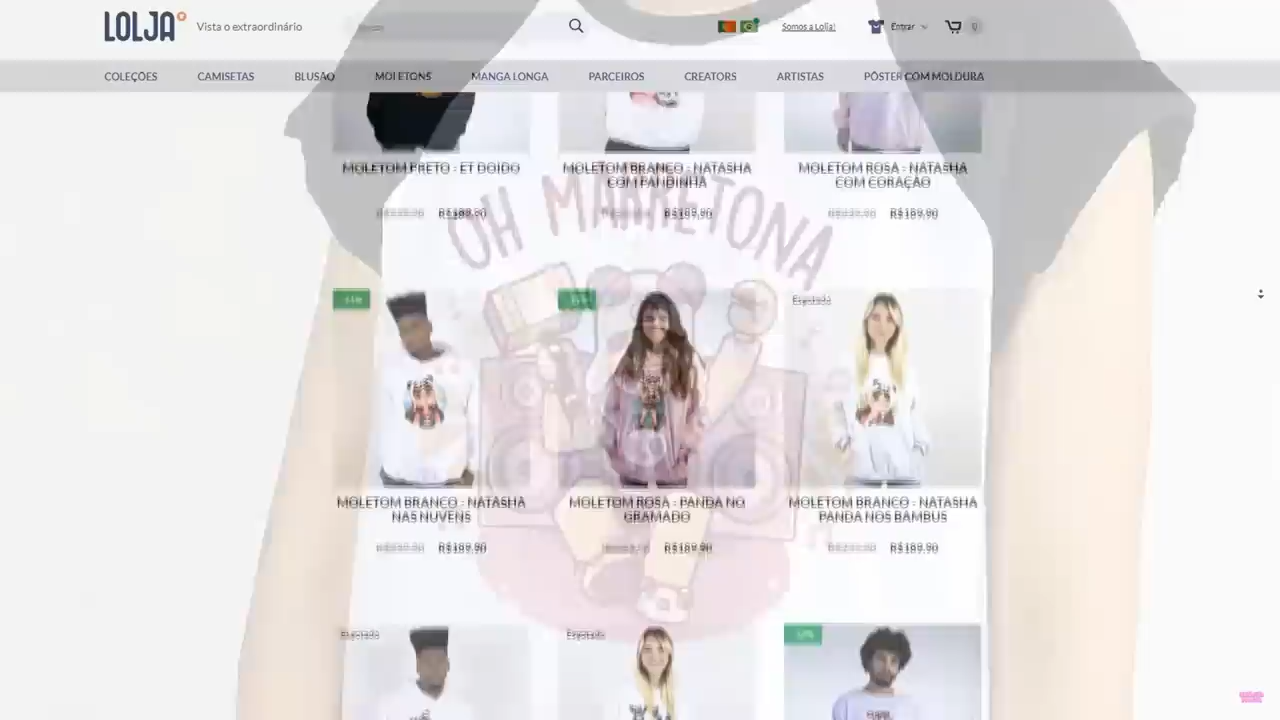 LOLJA
Vista o extraordinário
Somos a Lolja!
Entrar
0
COLEÇÕES
CAMISETAS
BLUSÃO
MOLETONS
MANGA LONGA
PARCEIROS
CREATORS
ARTISTAS
PÔSTER COM MOLDURA
MOLETOM PRETO - ET DOIDO
R$189,90
MOLETOM BRANCO - NATASHA
COM PANDINHA
R$189,90
MOLETOM ROSA - NATASHA
COM CORAÇÃO
R$189,90
OH MARRETONA
Esgotado
MOLETOM BRANCO - NATASHA
NAS NUVENS
R$189,90
MOLETOM ROSA - PANDA NO
GRAMADO
R$189,90
MOLETOM BRANCO - NATASHA
PANDA NOS BAMBUS
R$189,90
Esgotado
Esgotado